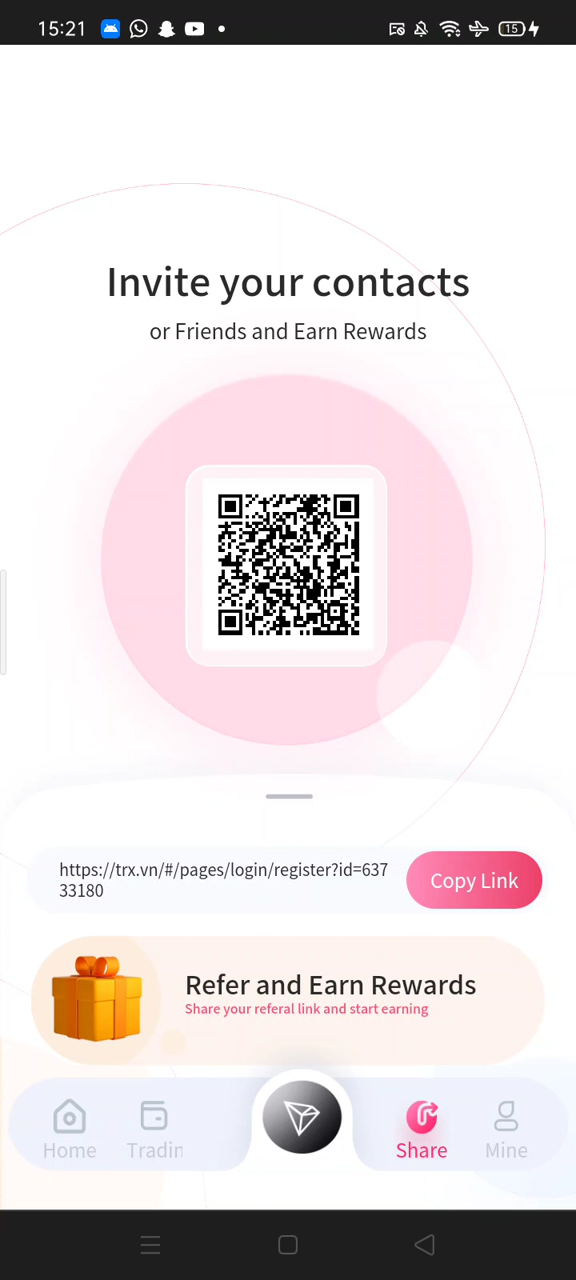 15:21
15
Invite your contacts
or Friends and Earn Rewards
https://trx.vn/#/pages/login/register?id=637
33180
Copy Link
Refer and Earn Rewards
Share your referal link and start earning
Home
Tradin
Share
Mine